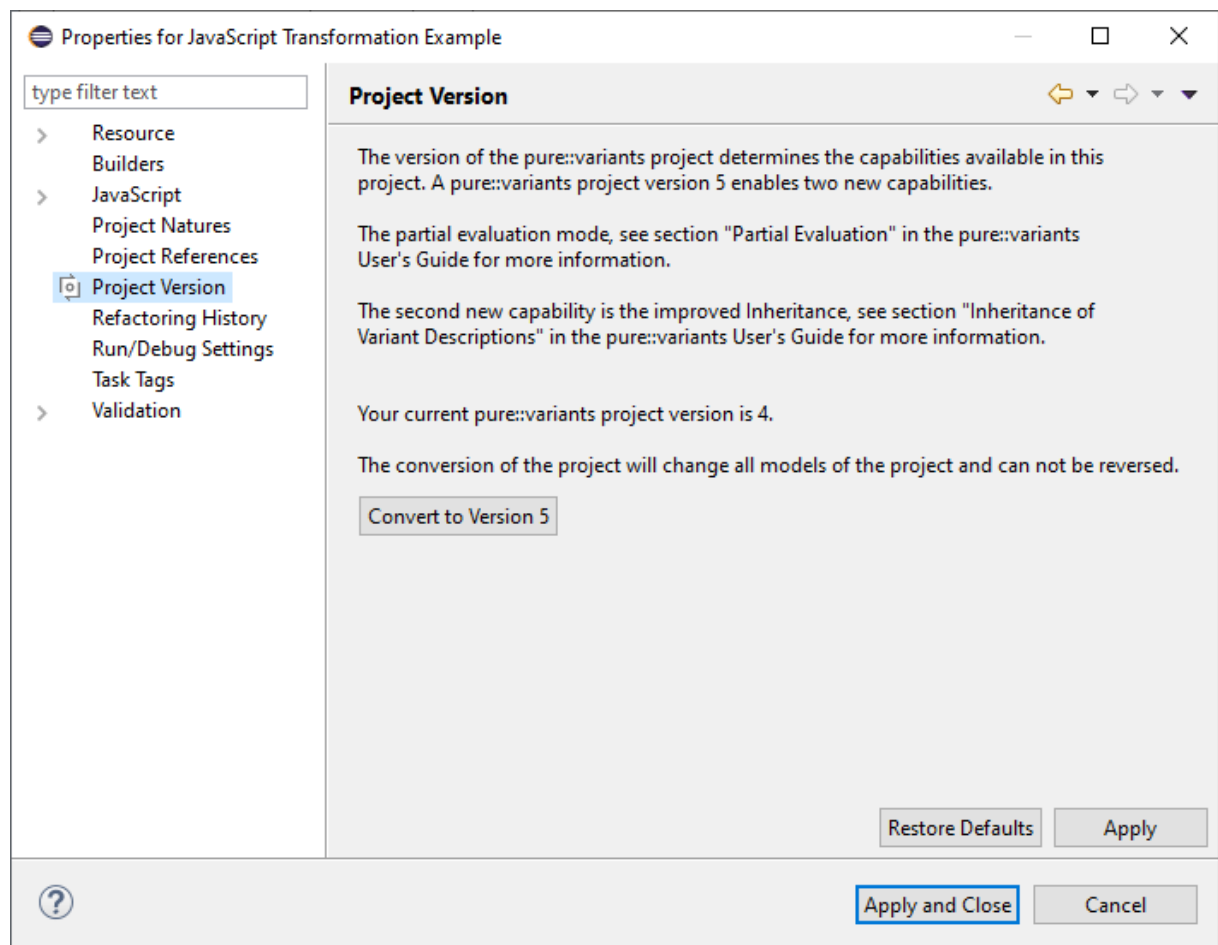 Properties for JavaScript Transformation Example
type filter text
Resource
Builders
JavaScript
Project Natures
Project References
Project Version
Refactoring History
Run/Debug Settings
Task Tags
Validation
Project Version
The version of the pure::variants project determines the capabilities available in this
project. A pure::variants project version 5 enables two new capabilities.
The partial evaluation mode, see section "Partial Evaluation" in the pure::variants
User's Guide for more information.
The second new capability is the improved Inheritance, see section "Inheritance of
Variant Descriptions" in the pure::variants User's Guide for more information.
Your current pure::variants project version is 4.
The conversion of the project will change all models of the project and can not be reversed.
Convert to Version 5
Restore Defaults
Apply
?
Apply and Close
Cancel